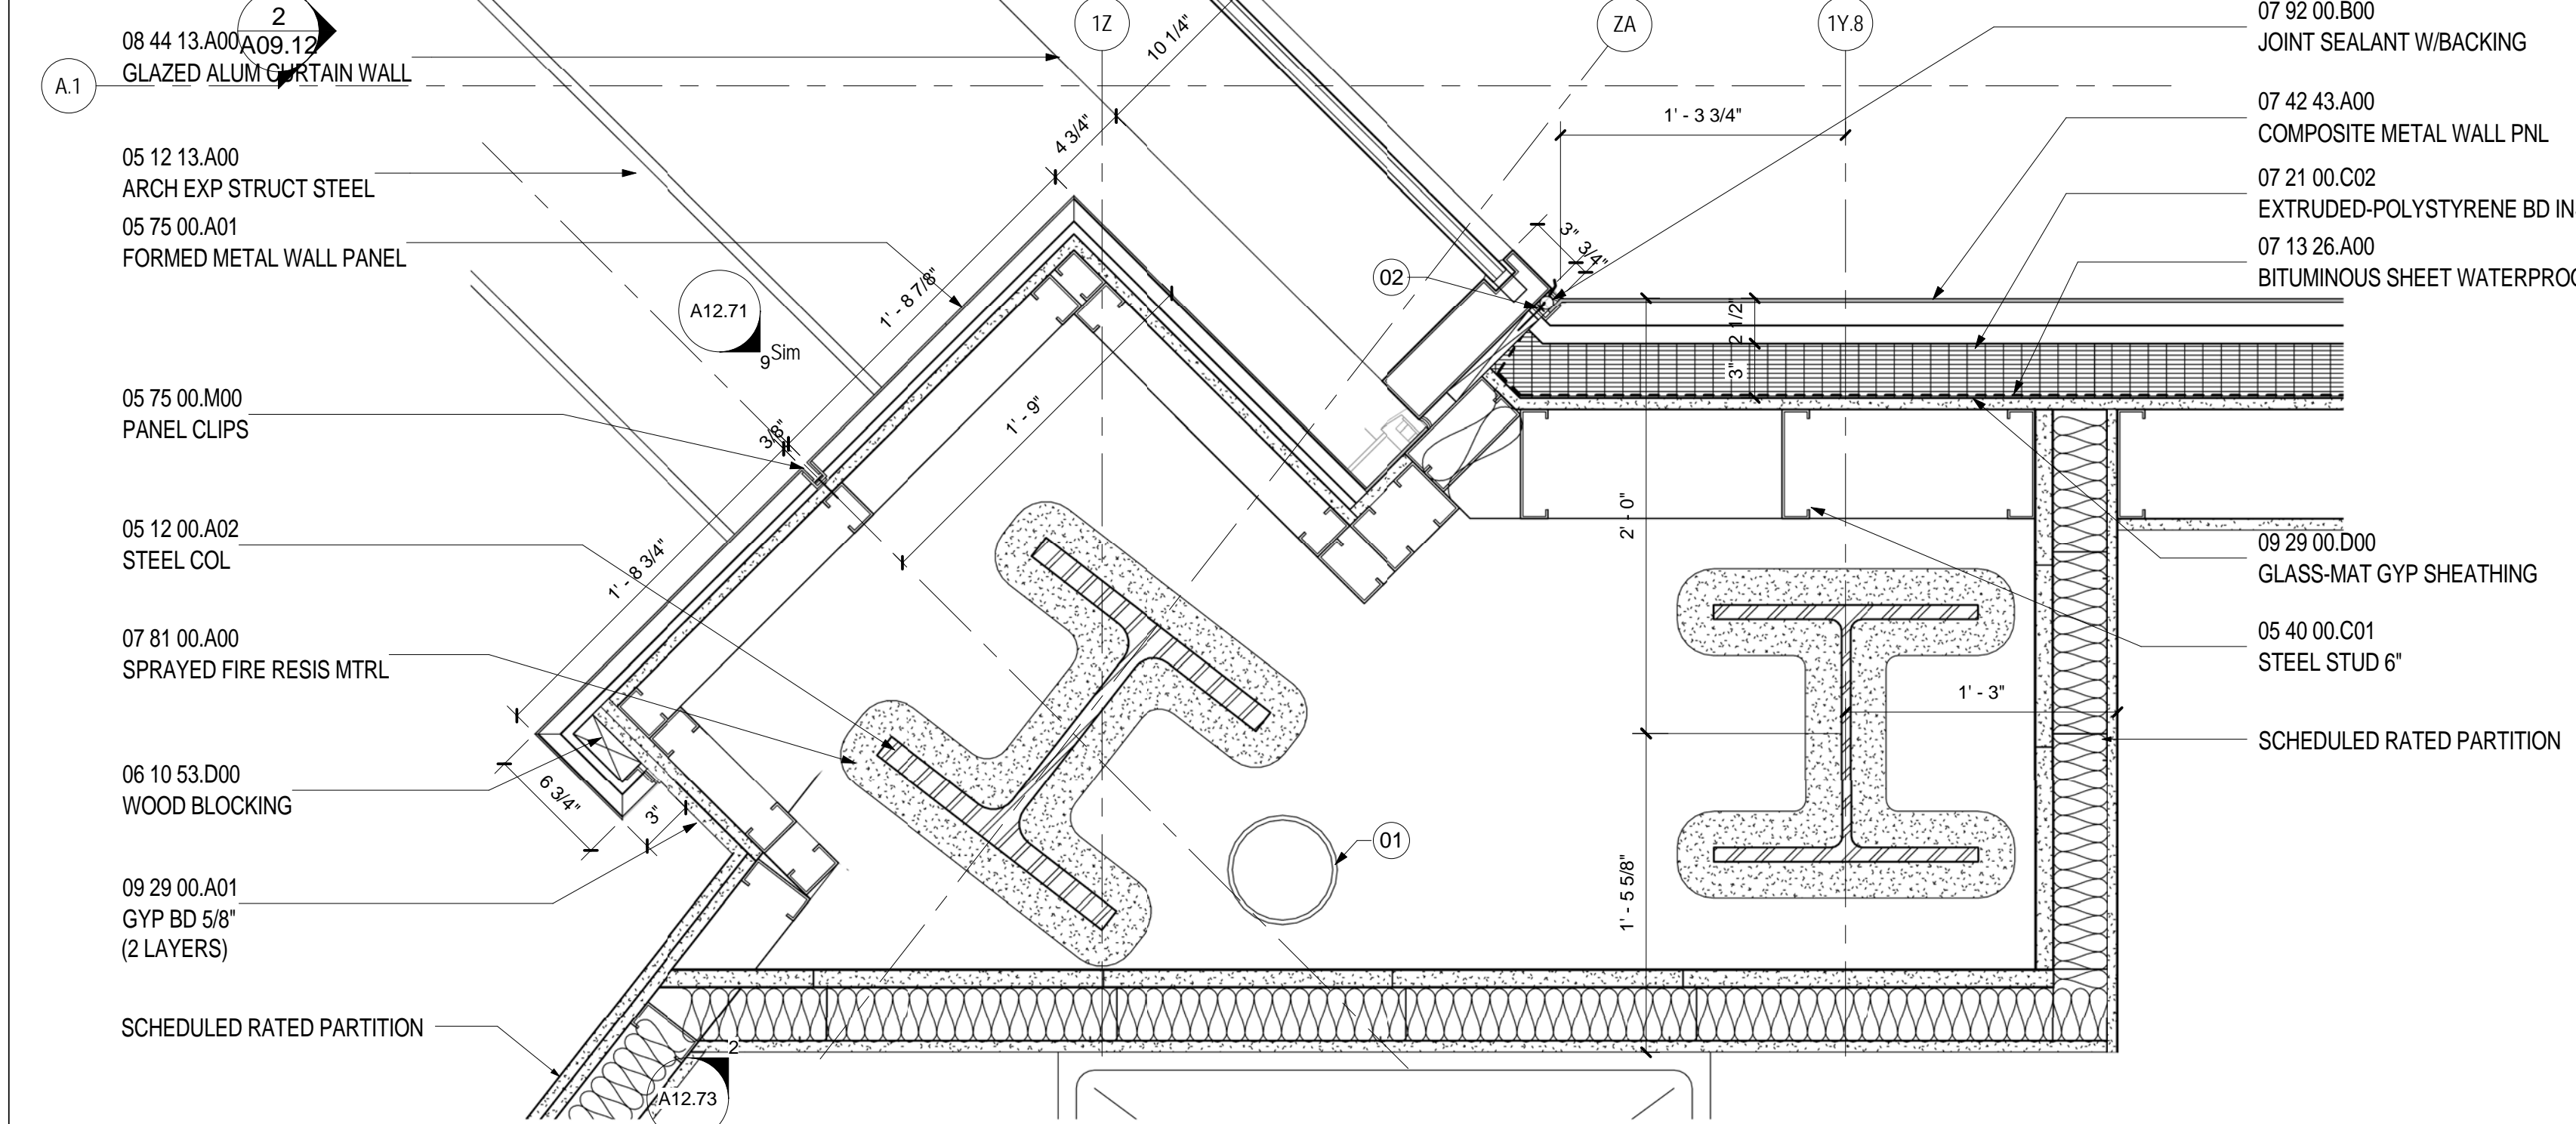 2
A09.12
08 44 13.A00
GLAZED ALUM CURTAIN WALL
A.1
05 12 13.A00
ARCH EXP STRUCT STEEL
05 75 00.A01
FORMED METAL WALL PANEL
05 75 00.M00
PANEL CLIPS
05 12 00.A02
STEEL COL
07 81 00.A00
SPRAYED FIRE RESIS MTRL
06 10 53.D00
WOOD BLOCKING
09 29 00.A01
GYP BD 5/8"
(2 LAYERS)
SCHEDULED RATED PARTITION
1Z
ZA
1Y.8
10 1/4"
4 3/4"
1' - 8 7/8"
A12.71
9 Sim
3/8"
1' - 9"
1' - 8 3/4"
6 3/4"
3"
02
3"
3/4"
1' - 3 3/4"
2 1/2"
3"
2' - 0"
1' - 3"
1' - 5 5/8"
01
2
A12.73
07 92 00.B00
JOINT SEALANT W/BACKING
07 42 43.A00
COMPOSITE METAL WALL PNL
07 21 00.C02
EXTRUDED-POLYSTYRENE BD IN
07 13 26.A00
BITUMINOUS SHEET WATERPROO
09 29 00.D00
GLASS-MAT GYP SHEATHING
05 40 00.C01
STEEL STUD 6"
SCHEDULED RATED PARTITION